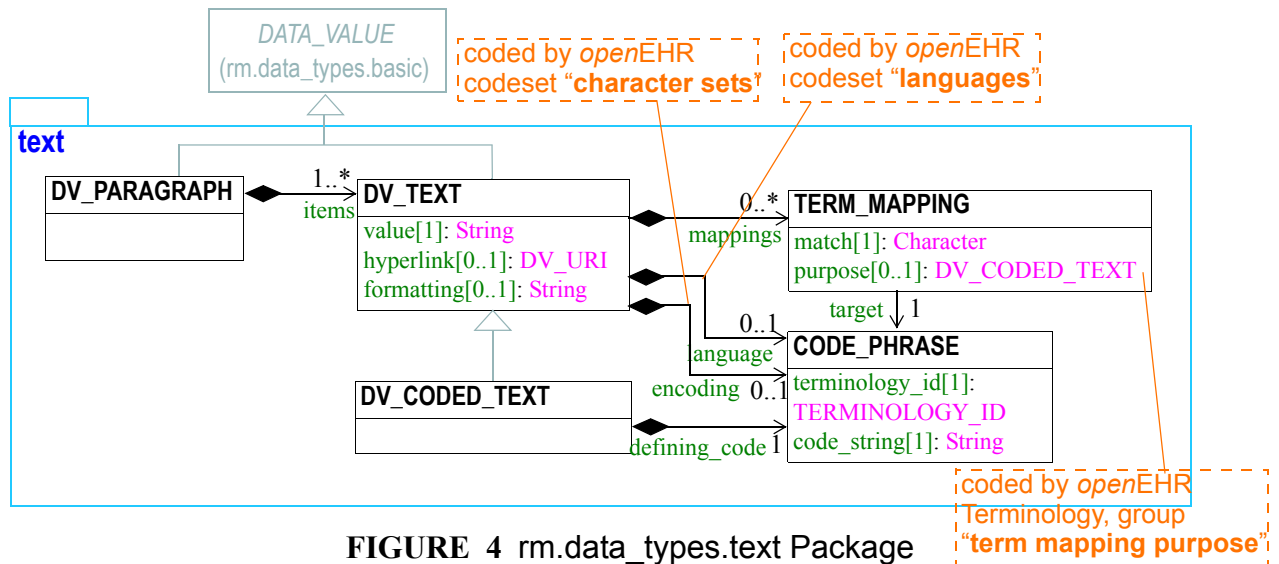 DATA_VALUE
(rm.data_types.basic)
coded by openEHR
codeset “character sets”
coded by openEHR
codeset “languages”
text
DV_PARAGRAPH
1..*
items
DV_TEXT
value[1]: String
hyperlink[0..1]: DV_URI
formatting[0..1]: String
0..*
mappings
TERM_MAPPING
match[1]: Character
purpose[0..1]: DV_CODED_TEXT
target 1
0..1
language
encoding 0..1
CODE_PHRASE
terminology_id[1]:
TERMINOLOGY_ID
code_string[1]: String
DV_CODED_TEXT
defining_code 1
coded by openEHR
Terminology, group
“term mapping purpose”
FIGURE 4 rm.data_types.text Package